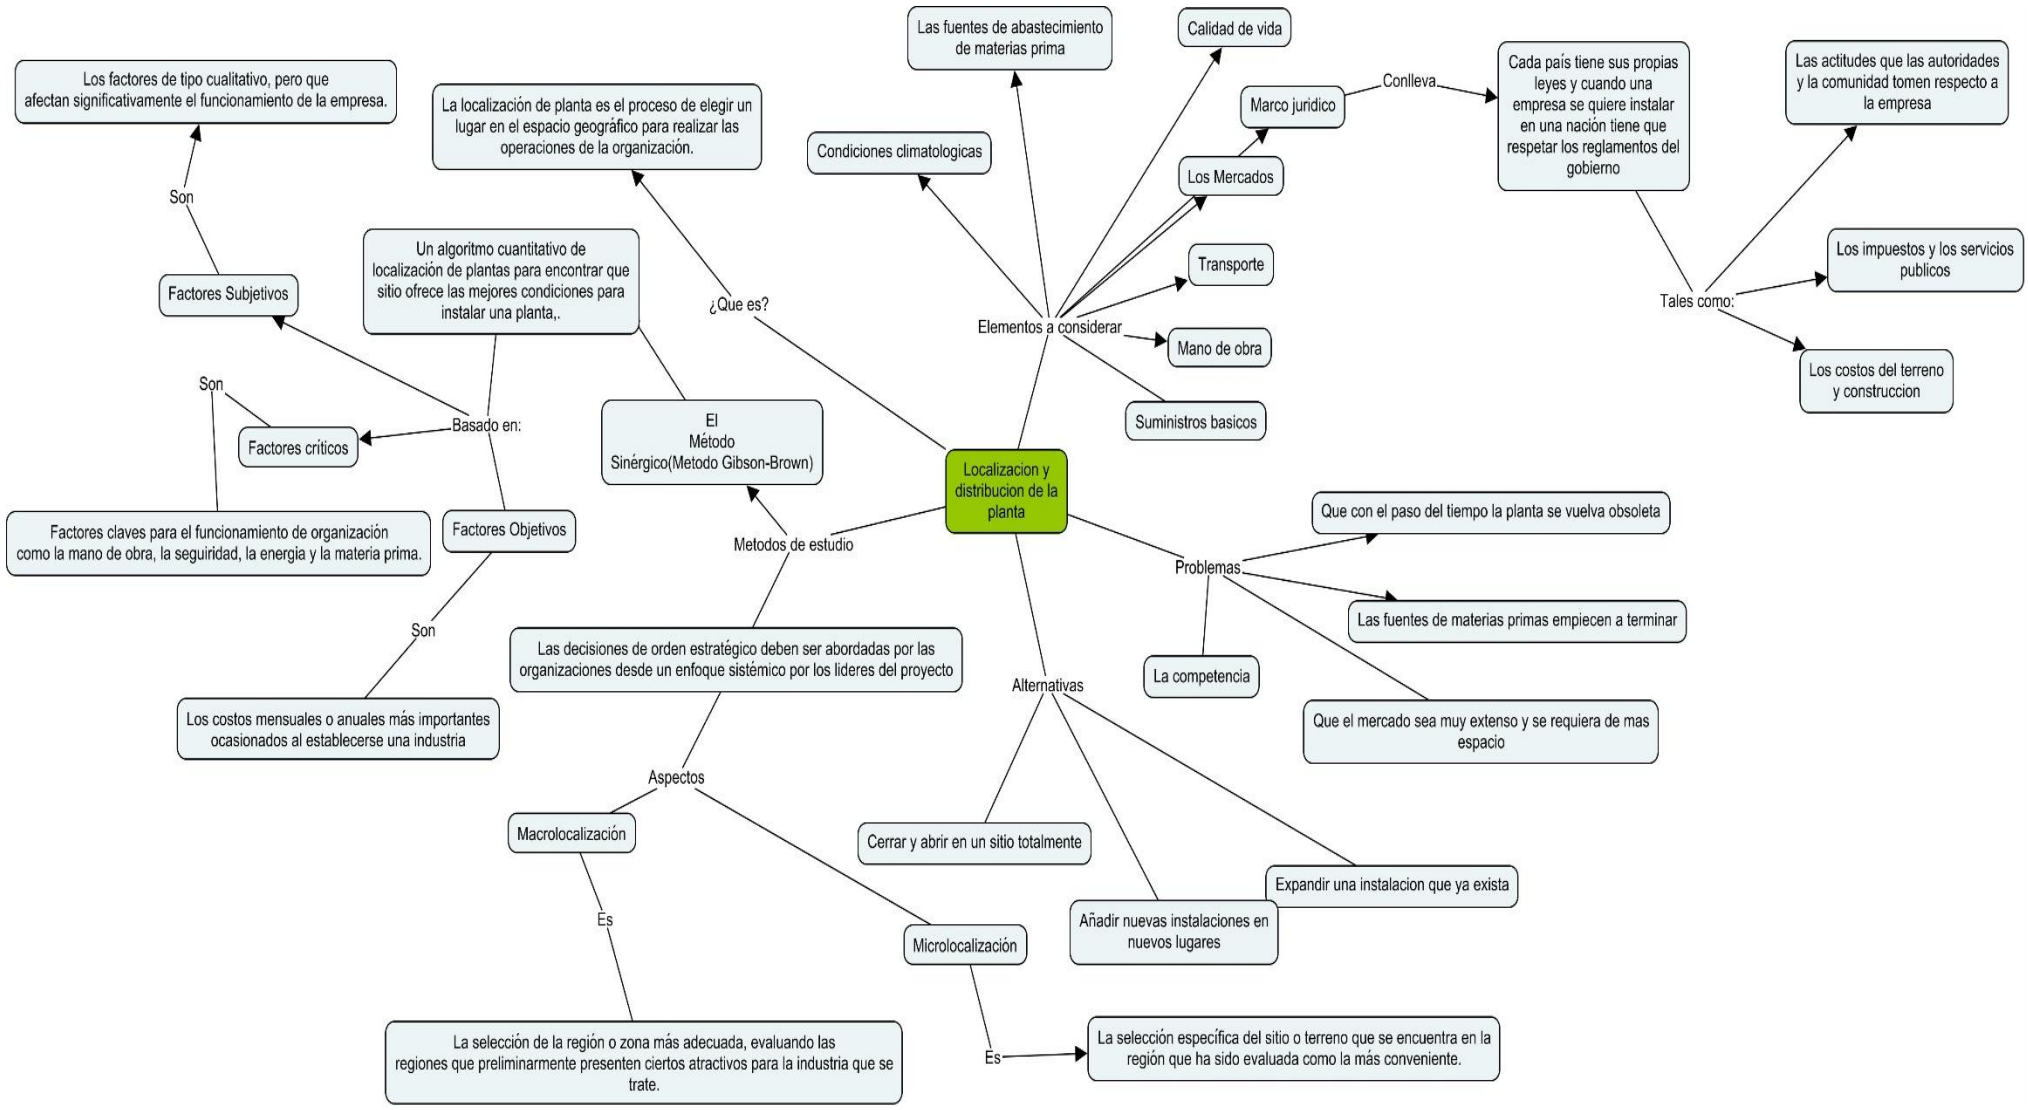 Las fuentes de abastecimiento
de materias prima
Calidad de vida
Cada país tiene sus propias
leyes y cuando una
empresa se quiere instalar
en una nación tiene que
respetar los reglamentos del
gobierno
Las actitudes que las autoridades
y la comunidad tomen respecto a
la empresa
Los factores de tipo cualitativo, pero que
afectan significativamente el funcionamiento de la empresa.
La localización de planta es el proceso de elegir un
lugar en el espacio geográfico para realizar las
operaciones de la organización.
Conlleva
Marco juridico
Condiciones climatologicas
Los Mercados
Son
Un algoritmo cuantitativo de
localización de plantas para encontrar que
sitio ofrece las mejores condiciones para
instalar una planta,.
Transporte
Los impuestos y los servicios
publicos
Factores Subjetivos
¿Que es?
Tales como:
Elementos a considerar
Mano de obra
Los costos del terreno
y construccion
Son
Suministros basicos
Basado en:
El
Método
Sinérgico(Metodo Gibson-Brown)
Factores críticos
Localizacion y
distribucion de la
planta
Que con el paso del tiempo la planta se vuelva obsoleta
Factores claves para el funcionamiento de organización
como la mano de obra, la seguiridad, la energia y la materia prima.
Factores Objetivos
Metodos de estudio
Problemas
Las fuentes de materias primas empiecen a terminar
Son
Las decisiones de orden estratégico deben ser abordadas por las
organizaciones desde un enfoque sistémico por los lideres del proyecto
La competencia
Alternativas
Los costos mensuales o anuales más importantes
ocasionados al establecerse una industria
Que el mercado sea muy extenso y se requiera de mas
espacio
Aspectos
Macrolocalización
Cerrar y abrir en un sitio totalmente
Expandir una instalacion que ya exista
Es
Añadir nuevas instalaciones en
nuevos lugares
Microlocalización
La selección de la región o zona más adecuada, evaluando las
regiones que preliminarmente presenten ciertos atractivos para la industria que se
trate.
Es
La selección específica del sitio o terreno que se encuentra en la
región que ha sido evaluada como la más conveniente.